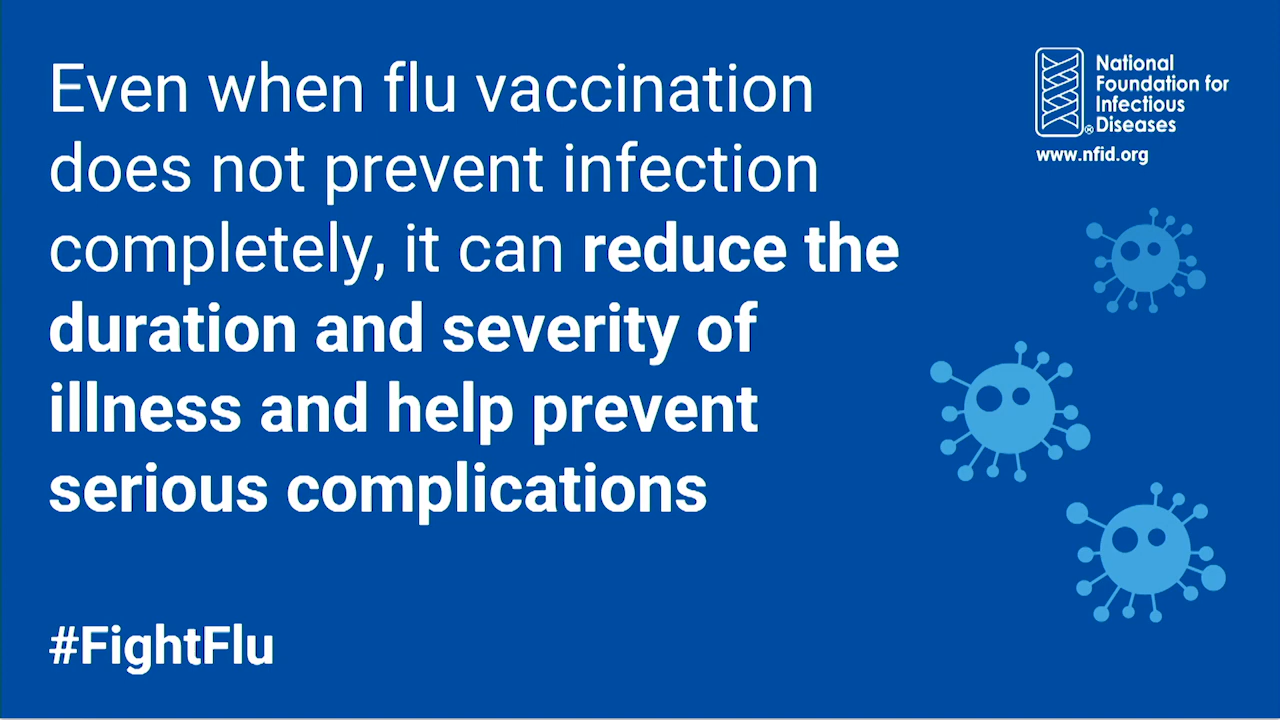 Even when flu vaccination
does not prevent infection
completely, it can reduce the
duration and severity of
illness and help prevent
serious complications
#FightFlu
National
Foundation for
Infectious
® Diseases
www.nfid.org